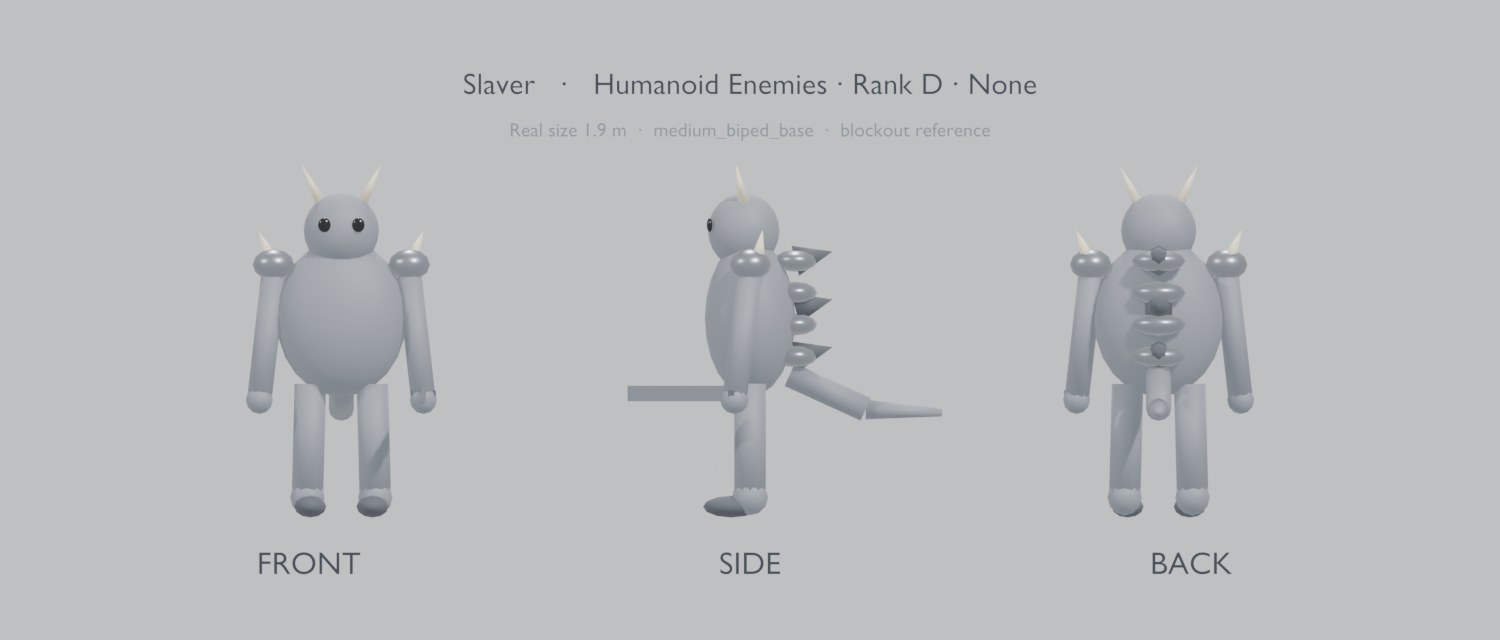 Slaver · Humanoid Enemies · Rank D · None
Real size 1.9 m · medium_biped_base · blockout reference
FRONT SIDE BACK